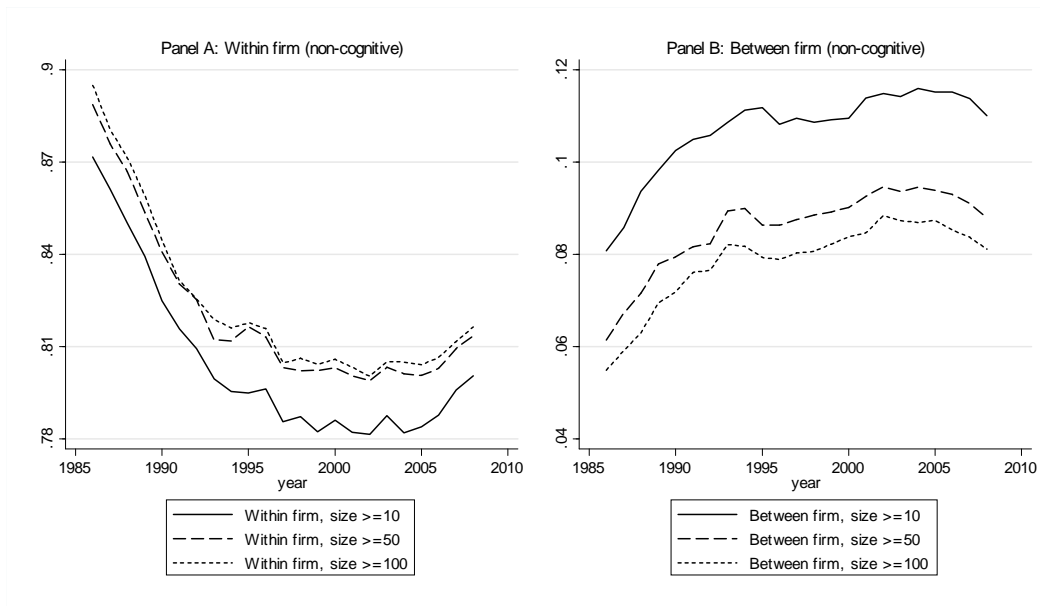 Panel A: Within firm (non-cognitive)
.9
.87
.84
.81
.78
1985 1990 1995 2000 2005 2010
year
Within firm, size >=10
Within firm, size >=50
Within firm, size >=100
Panel B: Between firm (non-cognitive)
.12
.1
.08
.06
.04
1985 1990 1995 2000 2005 2010
year
Between firm, size >=10
Between firm, size >=50
Between firm, size >=100